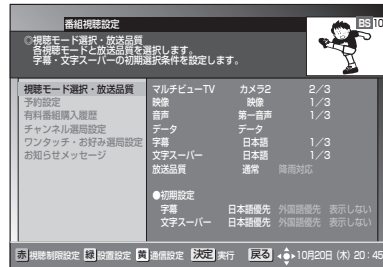 番組視聴設定
BS 10
◎視聴モード選択・放送品質
各視聴モードと放送品質を選択します。
字幕・文字スーパーの初期選択条件を設定します。
視聴モード選択・放送品質
予約設定
有料番組購入履歴
チャンネル選局設定
ワンタッチ・お好み選局設定
お知らせメッセージ
マルチビューTV カメラ2 2/3
映像 映像 1/3
音声 第一音声 1/3
データ データ
字幕 日本語 1/3
文字スーパー 日本語 1/3
放送品質 通常 降雨対応
●初期設定
字幕 日本語優先 外国語優先 表示しない
文字スーパー 日本語優先 外国語優先 表示しない
赤 視聴制限設定 緑 設置設定 黄 通信設定 決定 実行 戻る 10月20日 (木) 20:45